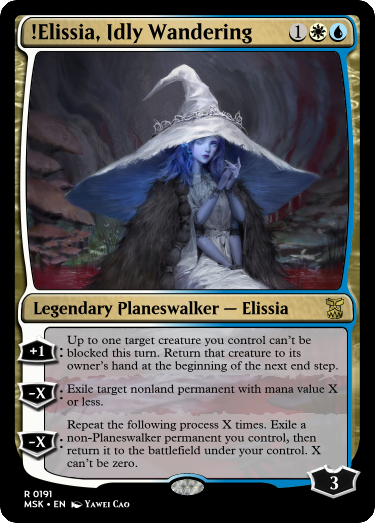 !Elissia, Idly Wandering 1
Legendary Planeswalker — Elissia
+1: Up to one target creature you control can't be
blocked this turn. Return that creature to its
owner's hand at the beginning of the next end step.
-X: Exile target nonland permanent with mana value X
or less.
-X: Repeat the following process X times. Exile a
non-Planeswalker permanent you control, then
return it to the battlefield under your control. X
can't be zero.
3
R 0191
MSK • EN Yawei Cao